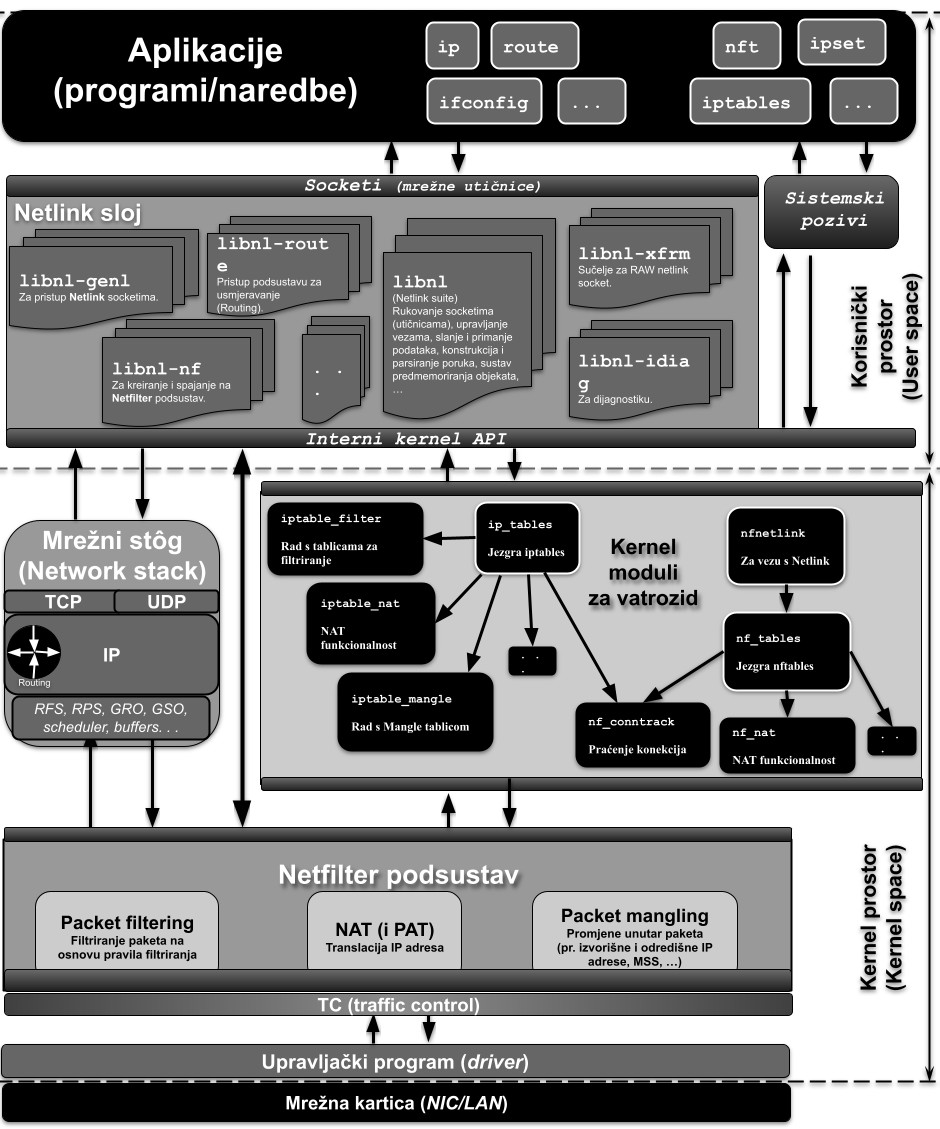 Aplikacije
(programi/naredbe)
ip
route
ifconfig
...
nft
ipset
iptables
...
Socketi (mrežne utičnice)
Sistemski
pozivi
Netlink sloj
libnl-genl
Za pristup Netlink socketima.
libnl-rout
e
Pristup podsustavu za
usmjeravanje
(Routing).
libnl
(Netlink suite)
Rukovanje socketima
(utičnicama), upravljanje
vezama, slanje i primanje
podataka, konstrukcija i
parsiranje poruka, sustav
predmemoriranja objekata,
…
libnl-xfrm
Sučelje za RAW netlink
socket.
libnl-nf
Za kreiranje i spajanje na
Netfilter podsustav.
. .
.
libnl-idia
g
Za dijagnostiku.
Korisnički
prostor
(User space)
Interni kernel API
Mrežni stôg
(Network stack)
TCP
UDP
IP
Routing
RFS, RPS, GRO, GSO,
scheduler, buffers. . .
Kernel
moduli
za vatrozid
iptable_filter
Rad s tablicama za
filtriranje
ip_tables
Jezgra iptables
nfnetlink
Za vezu s Netlink
iptable_nat
NAT
funkcionalnost
nf_tables
Jezgra nftables
. .
.
iptable_mangle
Rad s Mangle tablicom
nf_conntrack
Praćenje konekcija
nf_nat
NAT funkcionalnost
. .
.
Netfilter podsustav
Packet filtering
Filtriranje paketa na
osnovu pravila filtriranja
NAT (i PAT)
Translacija IP adresa
Packet mangling
Promjene unutar paketa
(pr. izvorišne i odredišne IP
adrese, MSS, …)
Kernel prostor
(Kernel space)
TC (traffic control)
Upravljački program (driver)
Mrežna kartica (NIC/LAN)